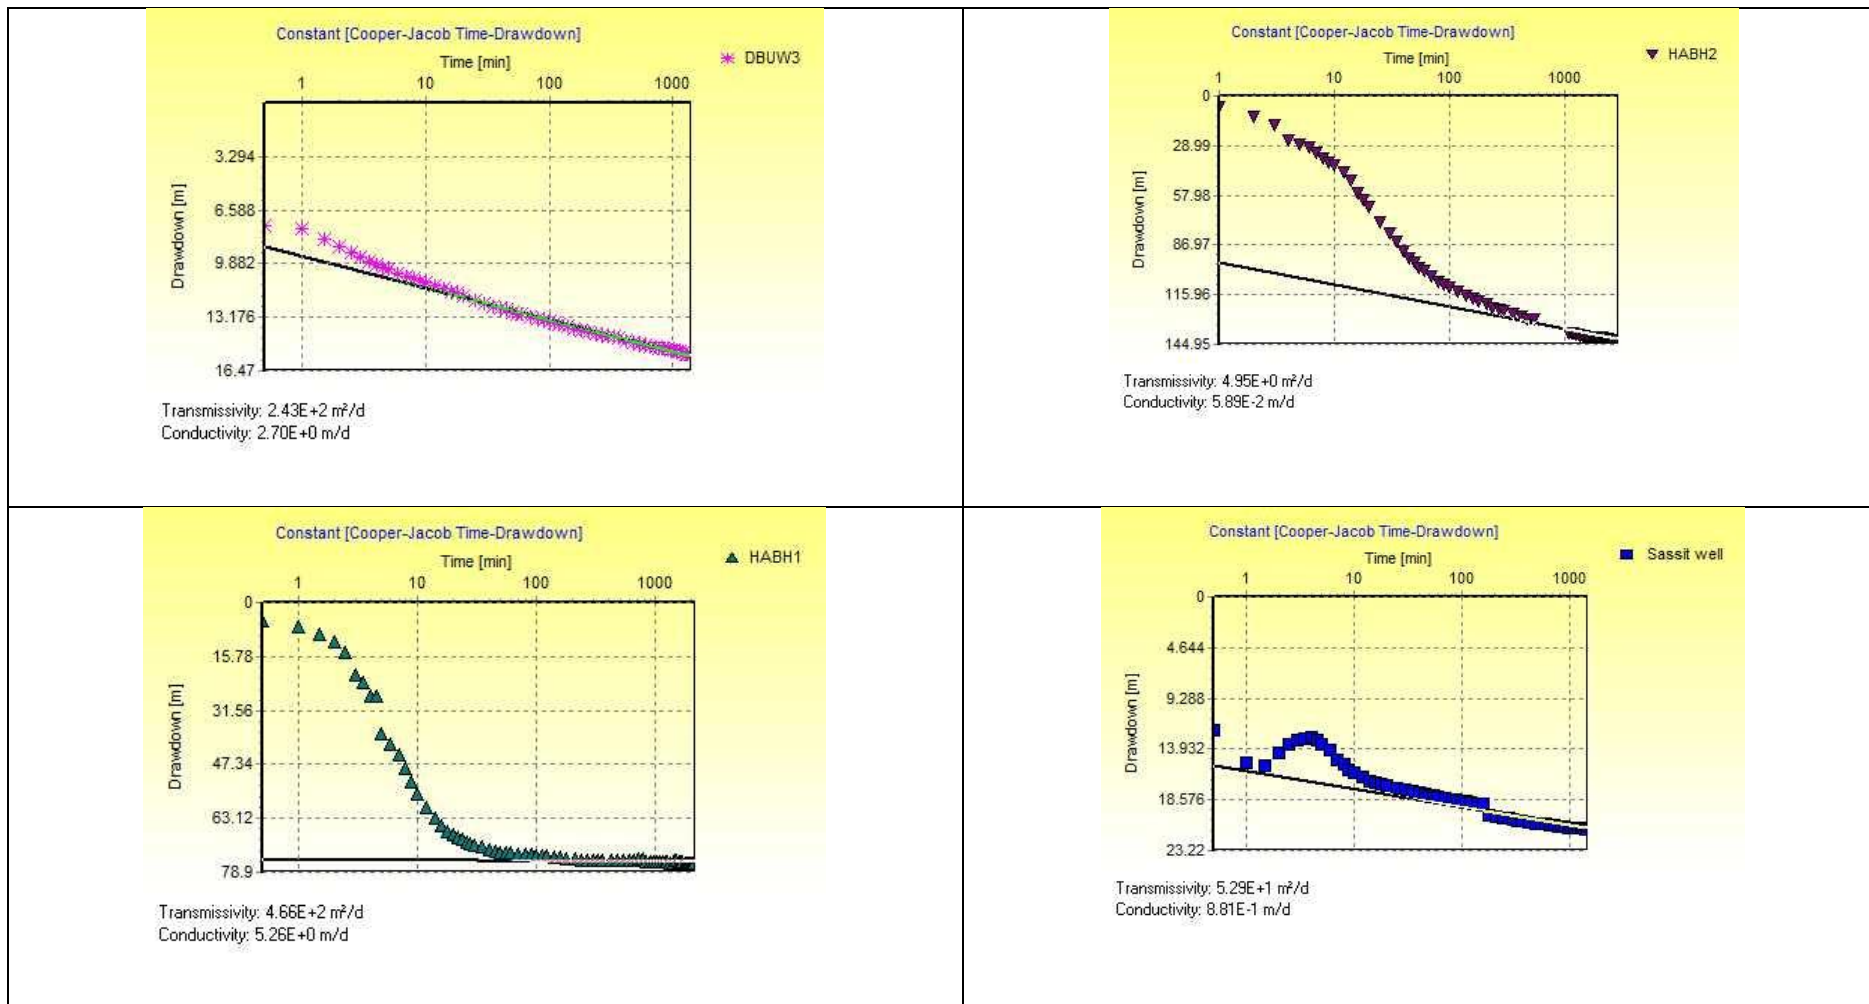 Constant [Cooper-Jacob Time-Drawdown]
Time [min]
DBUW3
1 10 100 1000
3.294
6.588
9.882
13.176
16.47
Drawdown [m]
Transmissivity: 2.43E+2 m²/d
Conductivity: 2.70E+0 m/d
Constant [Cooper-Jacob Time-Drawdown]
Time [min]
HABH2
1 10 100 1000
0
28.99
57.98
86.97
115.96
144.95
Drawdown [m]
Transmissivity: 4.95E+0 m²/d
Conductivity: 5.89E-2 m/d
Constant [Cooper-Jacob Time-Drawdown]
Time [min]
HABH1
1 10 100 1000
0
15.78
31.56
47.34
63.12
78.9
Drawdown [m]
Transmissivity: 4.66E+2 m²/d
Conductivity: 5.26E+0 m/d
Constant [Cooper-Jacob Time-Drawdown]
Time [min]
Sassit well
1 10 100 1000
0
4.644
9.288
13.932
18.576
23.22
Drawdown [m]
Transmissivity: 5.29E+1 m²/d
Conductivity: 8.81E-1 m/d